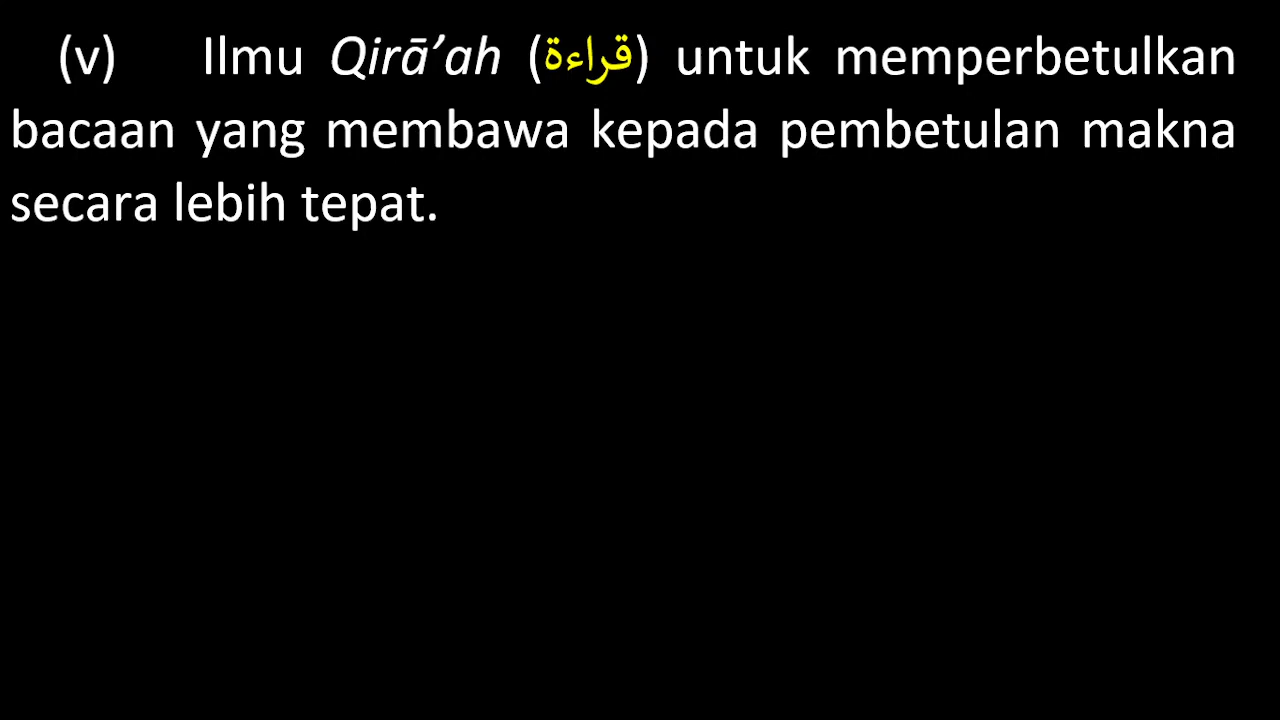 (v) Ilmu Qirā’ah (قراءة) untuk memperbetulkan
bacaan yang membawa kepada pembetulan makna
secara lebih tepat.